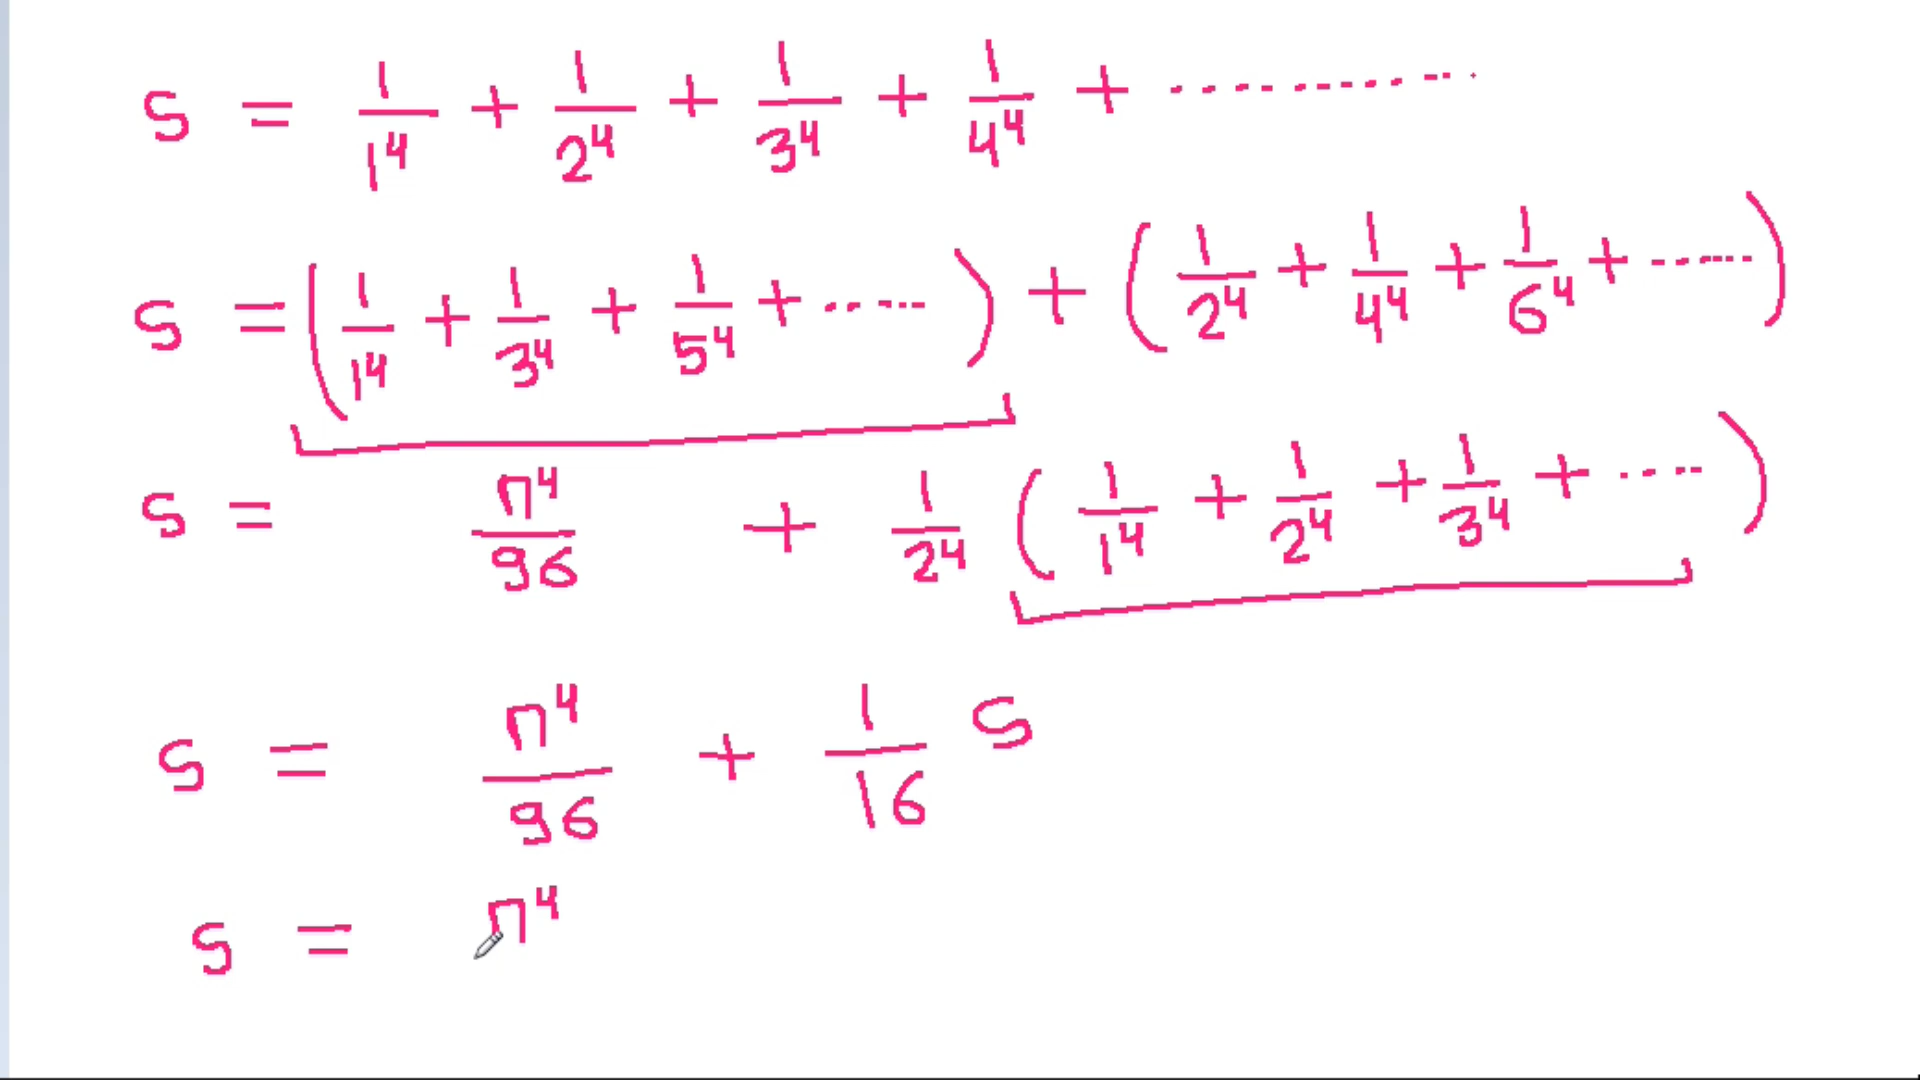 S = 1/1⁴ + 1/2⁴ + 1/3⁴ + 1/4⁴ + ..............
S = (1/1⁴ + 1/3⁴ + 1/5⁴ + ......) + (1/2⁴ + 1/4⁴ + 1/6⁴ + ......)
S = π⁴/96 + 1/2⁴ (1/1⁴ + 1/2⁴ + 1/3⁴ + .....)
S = π⁴/96 + 1/16 S
S = π⁴